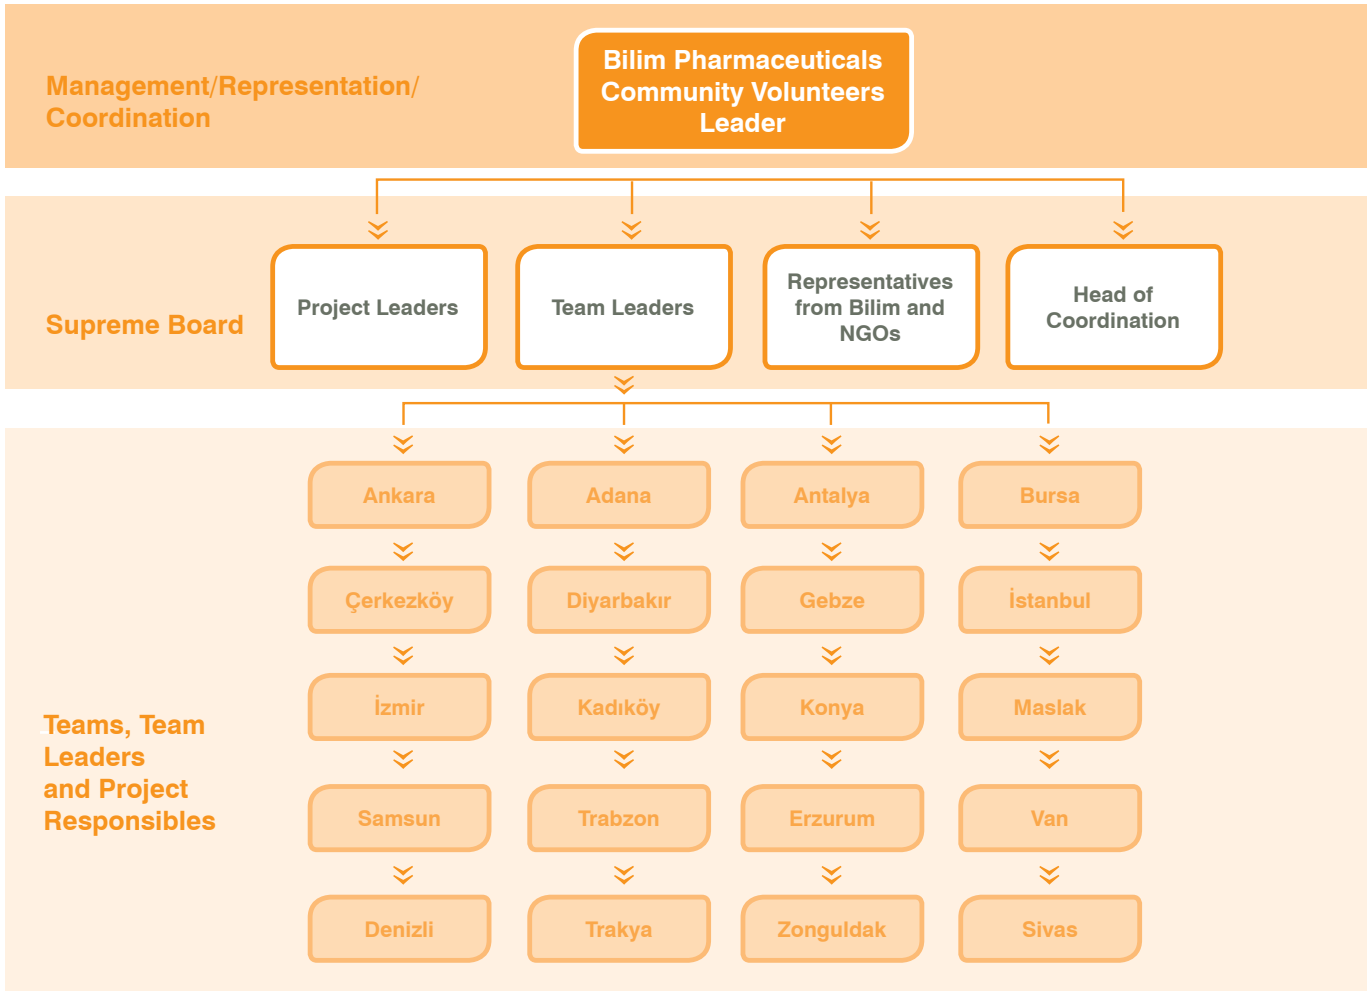 Management/Representation/
Coordination
Bilim Pharmaceuticals
Community Volunteers
Leader
Supreme Board
Project Leaders
Team Leaders
Representatives
from Bilim and
NGOs
Head of
Coordination
Teams, Team
Leaders
and Project
Responsibles
Ankara
Adana
Antalya
Bursa
Çerkezköy
Diyarbakır
Gebze
İstanbul
İzmir
Kadıköy
Konya
Maslak
Samsun
Trabzon
Erzurum
Van
Denizli
Trakya
Zonguldak
Sivas